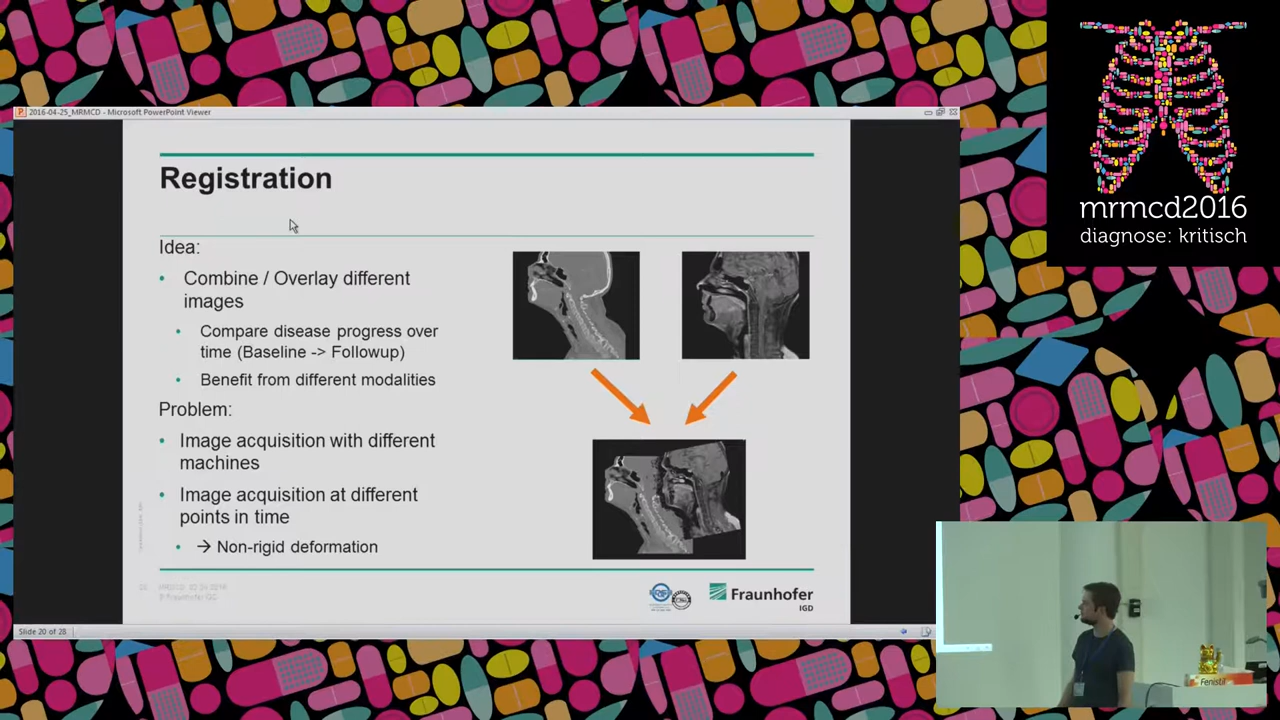 2016-04-25_MRMCD - Microsoft PowerPoint Viewer
Registration
Idea:
• Combine / Overlay different
images
• Compare disease progress over
time (Baseline -> Followup)
• Benefit from different modalities
Problem:
• Image acquisition with different
machines
• Image acquisition at different
points in time
• → Non-rigid deformation
Fraunhofer
IGD
Slide 20 of 28
mrmcd2016
diagnose: kritisch
Fenistil